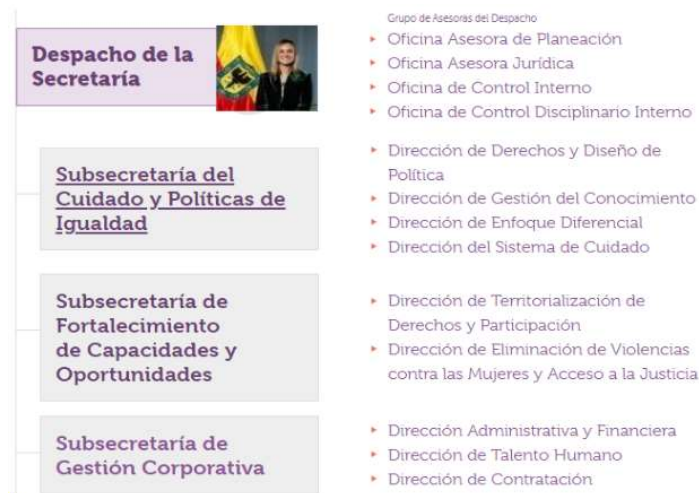 Despacho de la
Secretaría
Grupo de Asesoras del Despacho
Oficina Asesora de Planeación
Oficina Asesora Jurídica
Oficina de Control Interno
Oficina de Control Disciplinario Interno
Subsecretaría del
Cuidado y Políticas de
Igualdad
Dirección de Derechos y Diseño de
Política
Dirección de Gestión del Conocimiento
Dirección de Enfoque Diferencial
Dirección del Sistema de Cuidado
Subsecretaría de
Fortalecimiento
de Capacidades y
Oportunidades
Dirección de Territorialización de
Derechos y Participación
Dirección de Eliminación de Violencias
contra las Mujeres y Acceso a la Justicia
Subsecretaría de
Gestión Corporativa
Dirección Administrativa y Financiera
Dirección de Talento Humano
Dirección de Contratación